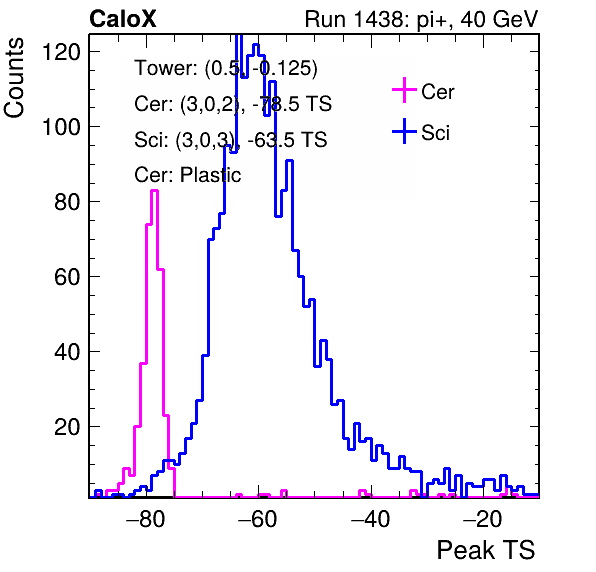 CaloX Run 1438: pi+, 40 GeV
Counts
120
100
80
60
40
20
Tower: (0.5, -0.125)
Cer: (3,0,2), -78.5 TS
Sci: (3,0,3), -63.5 TS
Cer: Plastic
Cer
Sci
−80 −60 −40 −20
Peak TS